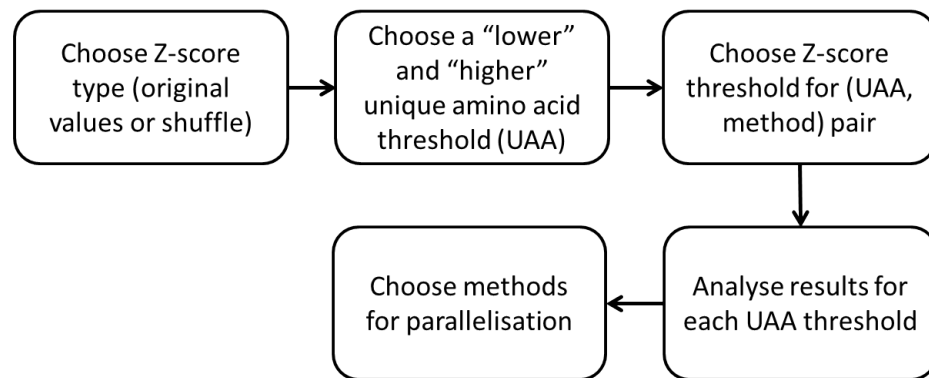 Choose Z-score
type (original
values or shuffle)
Choose a “lower”
and “higher”
unique amino acid
threshold (UAA)
Choose Z-score
threshold for (UAA,
method) pair
Analyse results for
each UAA threshold
Choose methods
for parallelisation